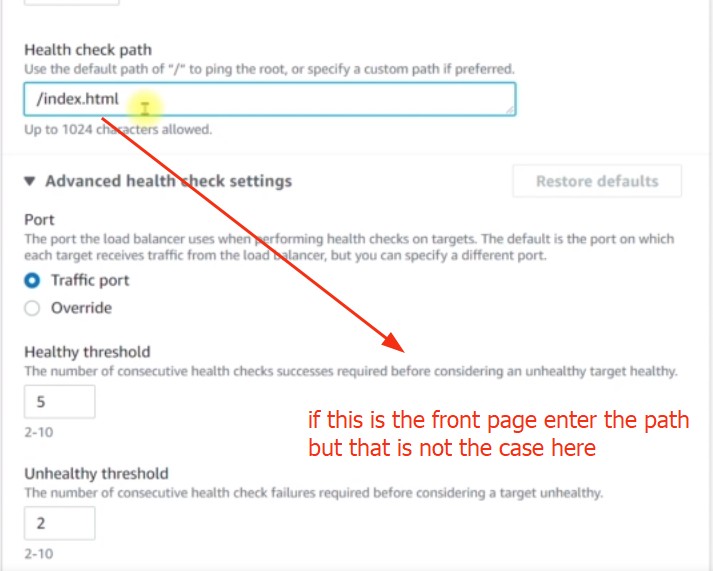 Health check path
Use the default path of "/" to ping the root, or specify a custom path if preferred.
/index.html
Up to 1024 characters allowed.
▼ Advanced health check settings
Restore defaults
Port
The port the load balancer uses when performing health checks on targets. The default is the port on which
each target receives traffic from the load balancer, but you can specify a different port.
Traffic port
Override
Healthy threshold
The number of consecutive health checks successes required before considering an unhealthy target healthy.
5
2-10
if this is the front page enter the path
but that is not the case here
Unhealthy threshold
The number of consecutive health check failures required before considering a target unhealthy.
2
2-10